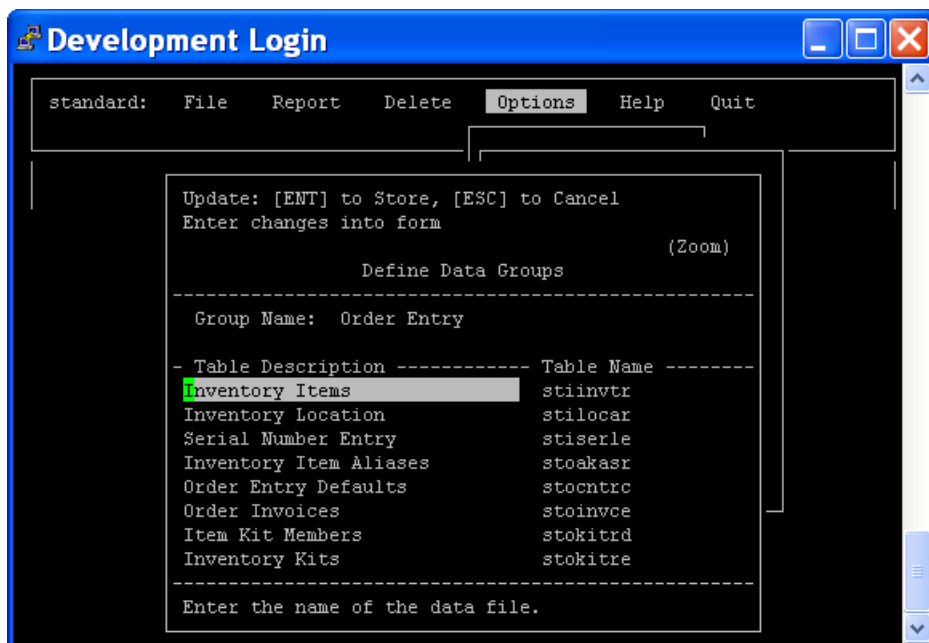 Development Login
standard: File Report Delete Options Help Quit
Update: [ENT] to Store, [ESC] to Cancel
Enter changes into form
(Zoom)
Define Data Groups
Group Name: Order Entry
- Table Description ------------ Table Name --------
Inventory Items stiinvtr
Inventory Location stilocar
Serial Number Entry stiserle
Inventory Item Aliases stoakasr
Order Entry Defaults stocntrc
Order Invoices stoinvce
Item Kit Members stokitrd
Inventory Kits stokitre
Enter the name of the data file.